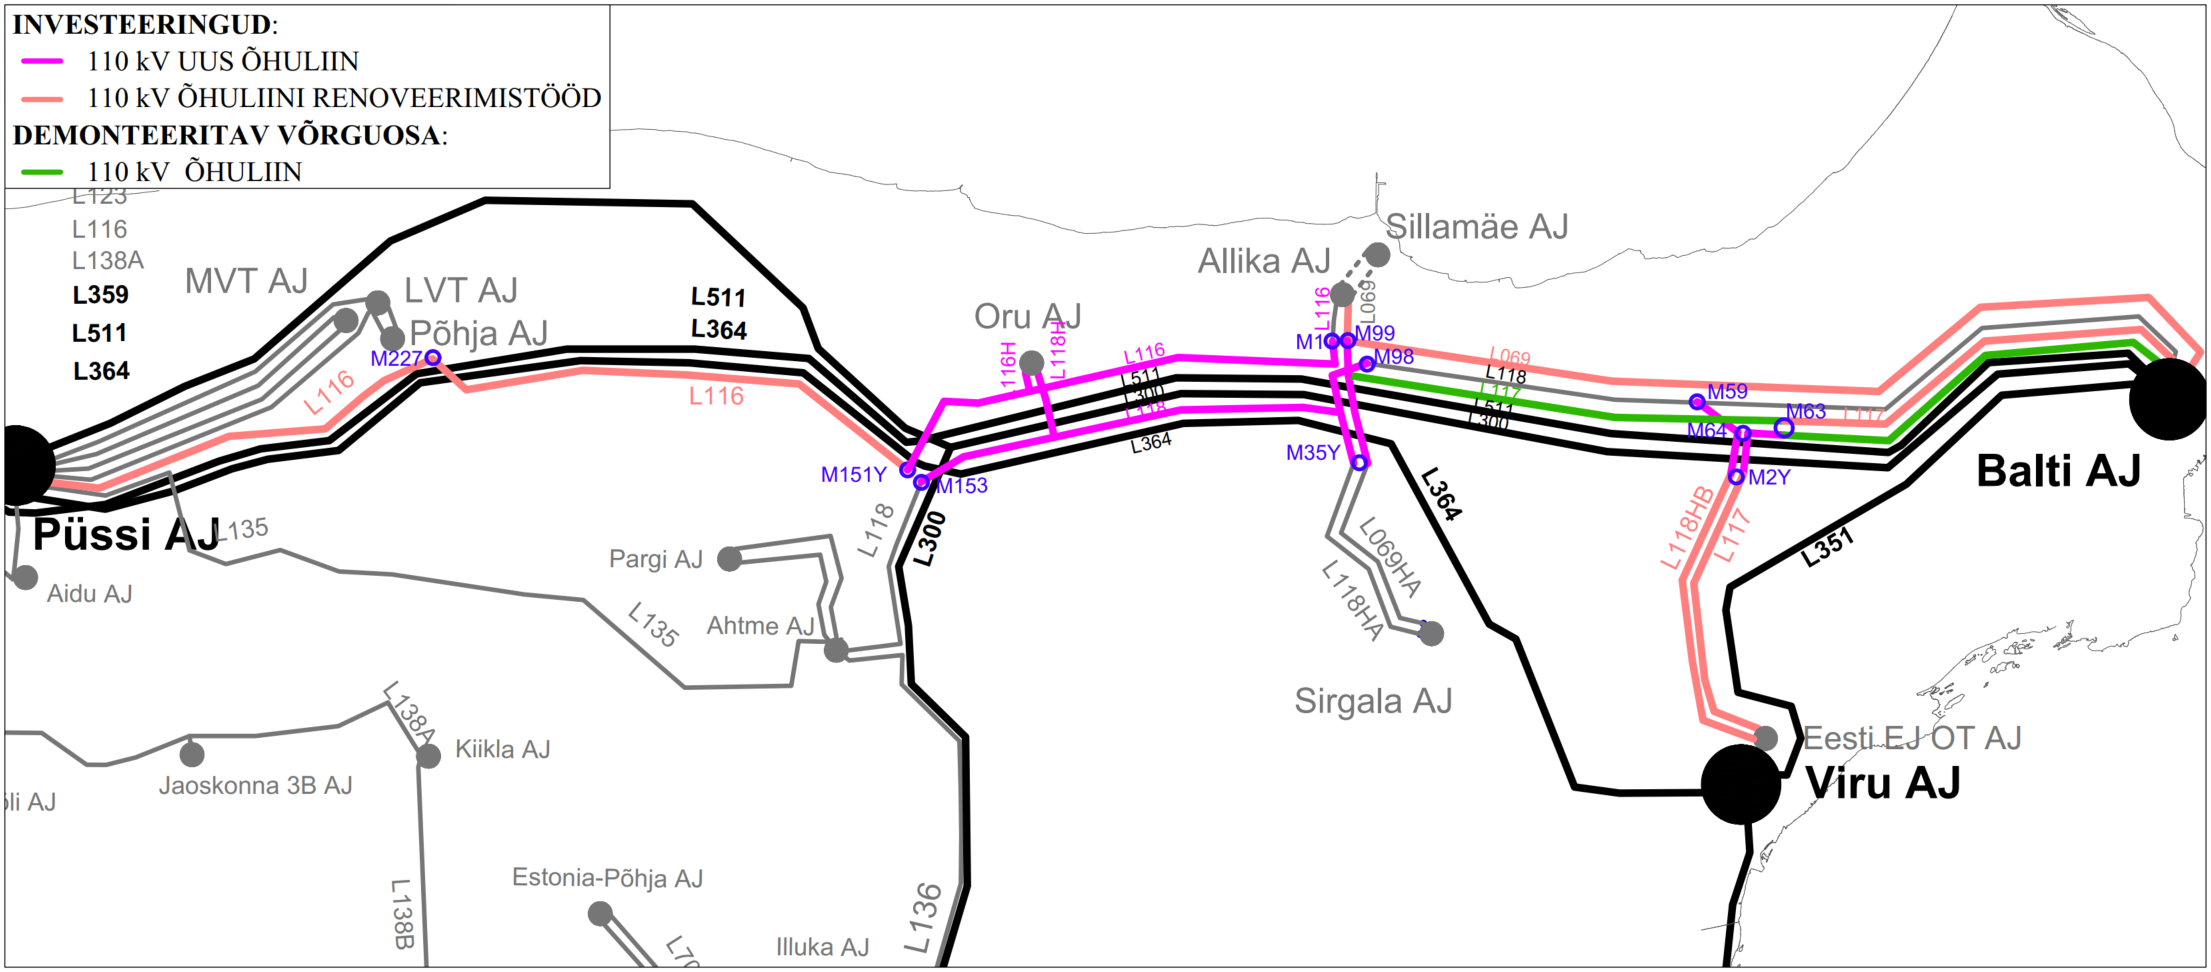 INVESTEERINGUD:
110 kV UUS ÕHULIIN
110 kV ÕHULIINI RENOVEERIMISTÖÖD
DEMONTEERITAV VÕRGUOSA:
110 kV ÕHULIIN
L123
L116
L138A
L359
L511
L364
MVT AJ
LVT AJ
Põhja AJ
M227
L116
L511
L364
L116
Oru AJ
116H
L118H
Allika AJ
Sillamäe AJ
L116
L069
M1
M99
M98
L116
L511
L300
L118
L364
L069
L118
L117
L511
L300
M59
M63
L117
M64
M2Y
M35Y
M151Y
M153
Balti AJ
Püssi AJ
L135
Aidu AJ
Pargi AJ
Ahtme AJ
L118
L300
L135
L364
L069HA
L118HA
Sirgala AJ
L118HB
L117
L351
Eesti EJ OT AJ
Viru AJ
L138A
Kiikla AJ
Jaoskonna 3B AJ
li AJ
L138B
Estonia-Põhja AJ
L136
Illuka AJ